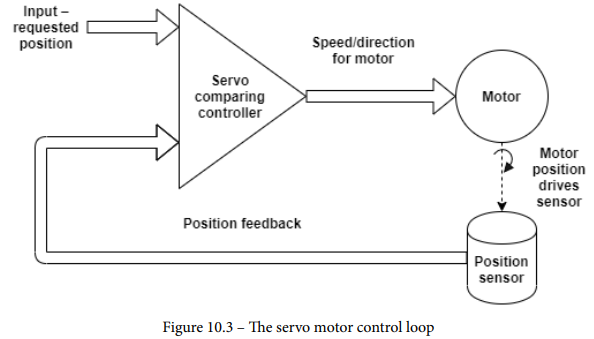 Input –
requested
position
Speed/direction
for motor
Servo
comparing
controller
Motor
Motor
position
drives
sensor
Position feedback
Position
sensor
Figure 10.3 – The servo motor control loop